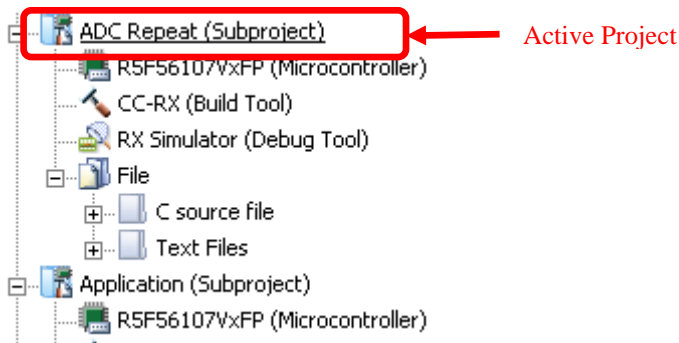 ADC Repeat (Subproject)
Active Project
R5F56107VxFP (Microcontroller)
CC-RX (Build Tool)
RX Simulator (Debug Tool)
File
C source file
Text Files
Application (Subproject)
R5F56107VxFP (Microcontroller)